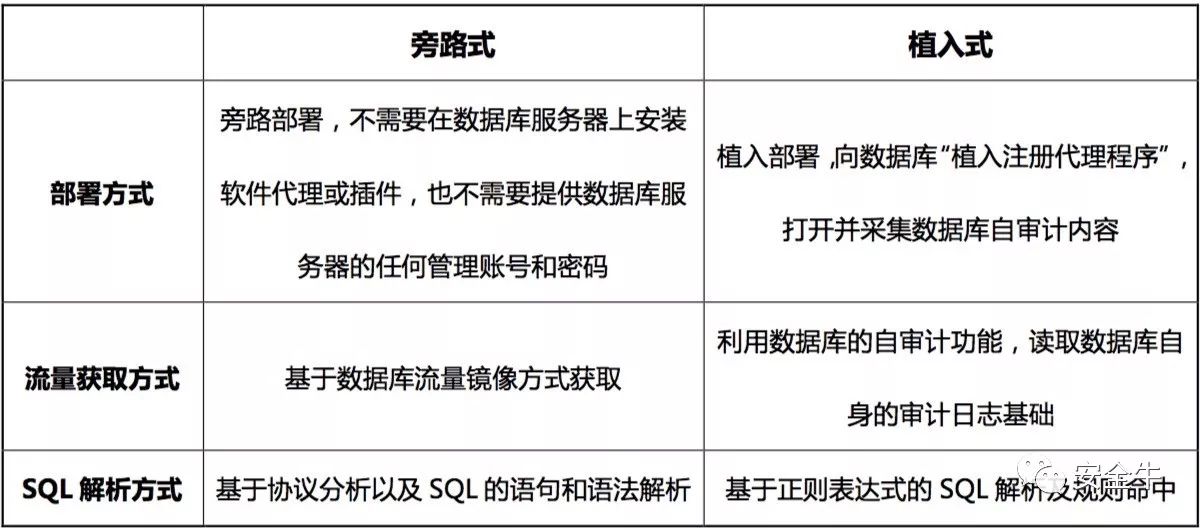 旁路式
植入式
部署方式
旁路部署，不需要在数据库服务器上安装
软件代理或插件，也不需要提供数据库服
务器的任何管理账号和密码
植入部署，向数据库“植入注册代理程序”，
打开并采集数据库自审计内容
流量获取方式
基于数据库流量镜像方式获取
利用数据库的自审计功能，读取数据库自
身的审计日志基础
SQL 解析方式
基于协议分析以及 SQL 的语句和语法解析
基于正则表达式的 SQL 解析及规则命中
安全牛